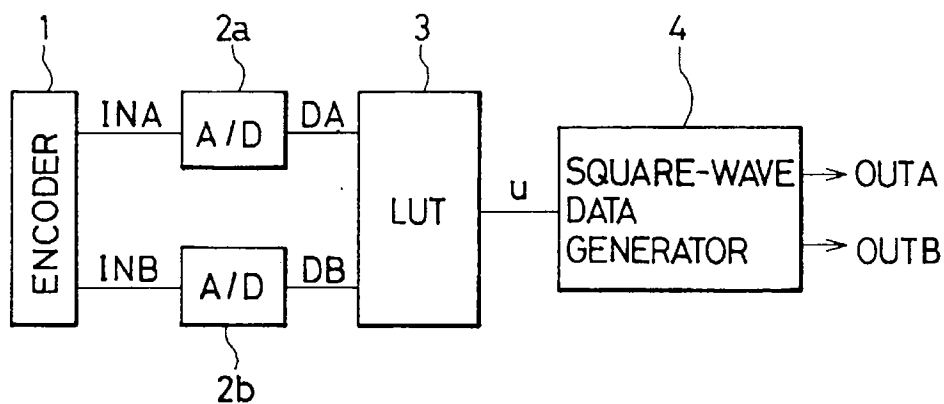 1
2a
3
4
ENCODER
INA
A/D
DA
LUT
u
SQUARE-WAVE
DATA
GENERATOR
OUTA
OUTB
INB
A/D
DB
2b